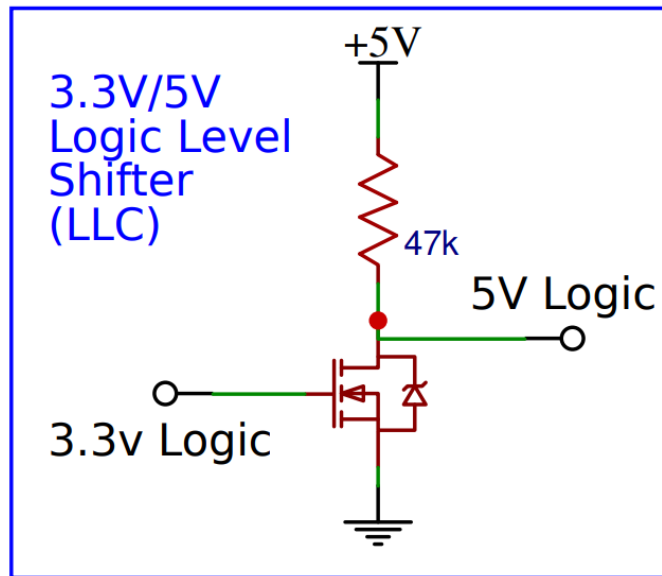 +5V
3.3V/5V
Logic Level
Shifter
(LLC)
47k
5V Logic
3.3v Logic